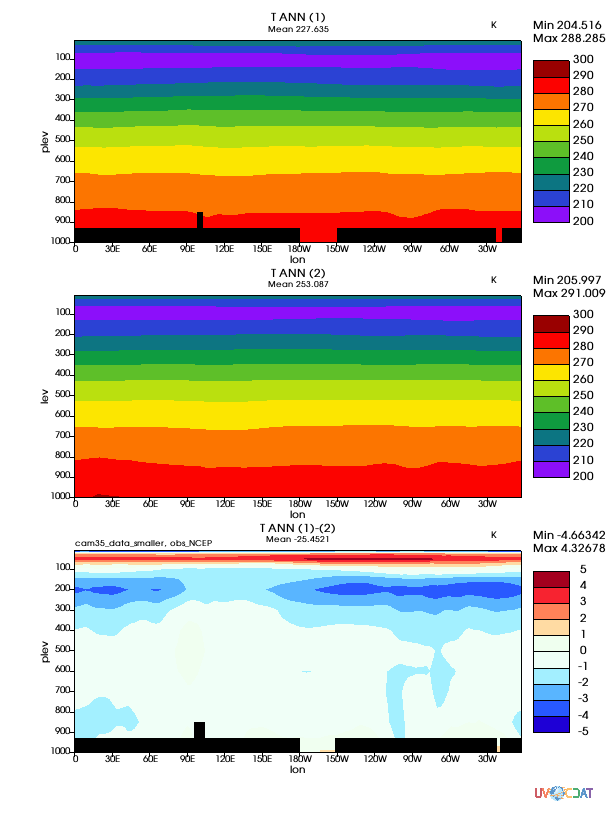 T ANN (1)
Mean 227.635
K
Min 204.516
Max 288.285
plev
100
200
300
400
500
600
700
800
900
1000
0 30E 60E 90E 120E 150E 180W 150W 120W 90W 60W 30W
lon
300
290
280
270
260
250
240
230
220
210
200
T ANN (2)
Mean 253.087
K
Min 205.997
Max 291.009
lev
100
200
300
400
500
600
700
800
900
1000
0 30E 60E 90E 120E 150E 180W 150W 120W 90W 60W 30W
lon
300
290
280
270
260
250
240
230
220
210
200
T ANN (1)-(2)
cam35_data_smaller, obs_NCEP
Mean -25.4521
K
Min -4.66342
Max 4.32678
plev
100
200
300
400
500
600
700
800
900
1000
0 30E 60E 90E 120E 150E 180W 150W 120W 90W 60W 30W
lon
5
4
3
2
1
0
-1
-2
-3
-4
-5
UV CDAT